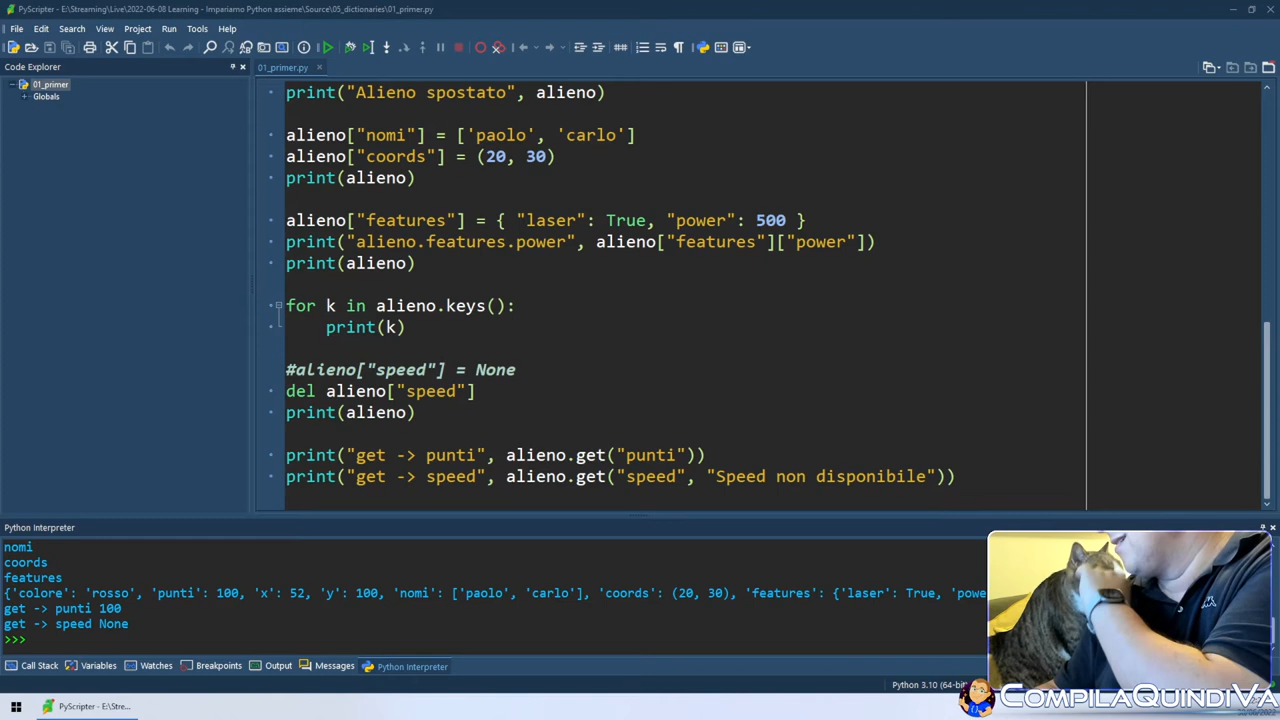 PyScripter - E:\Streaming\Live\2022-06-08 Learning - Impariamo Python assieme\Source\05_dictionaries\01_primer.py
File Edit Search View Project Run Tools Help
Code Explorer
01_primer.py
01_primer
Globals
print("Alieno spostato", alieno)
alieno["nomi"] = ['paolo', 'carlo']
alieno["coords"] = (20, 30)
print(alieno)
alieno["features"] = { "laser": True, "power": 500 }
print("alieno.features.power", alieno["features"]["power"])
print(alieno)
for k in alieno.keys():
print(k)
#alieno["speed"] = None
del alieno["speed"]
print(alieno)
print("get -> punti", alieno.get("punti"))
print("get -> speed", alieno.get("speed", "Speed non disponibile"))
Python Interpreter
nomi
coords
features
{'colore': 'rosso', 'punti': 100, 'x': 52, 'y': 100, 'nomi': ['paolo', 'carlo'], 'coords': (20, 30), 'features': {'laser': True, 'powe
get -> punti 100
get -> speed None
>>>
Call Stack Variables Watches Breakpoints Output Messages Python Interpreter
Python 3.10 (64-bit)
CompilaQuindiVa
PyScripter - E:\Stre...